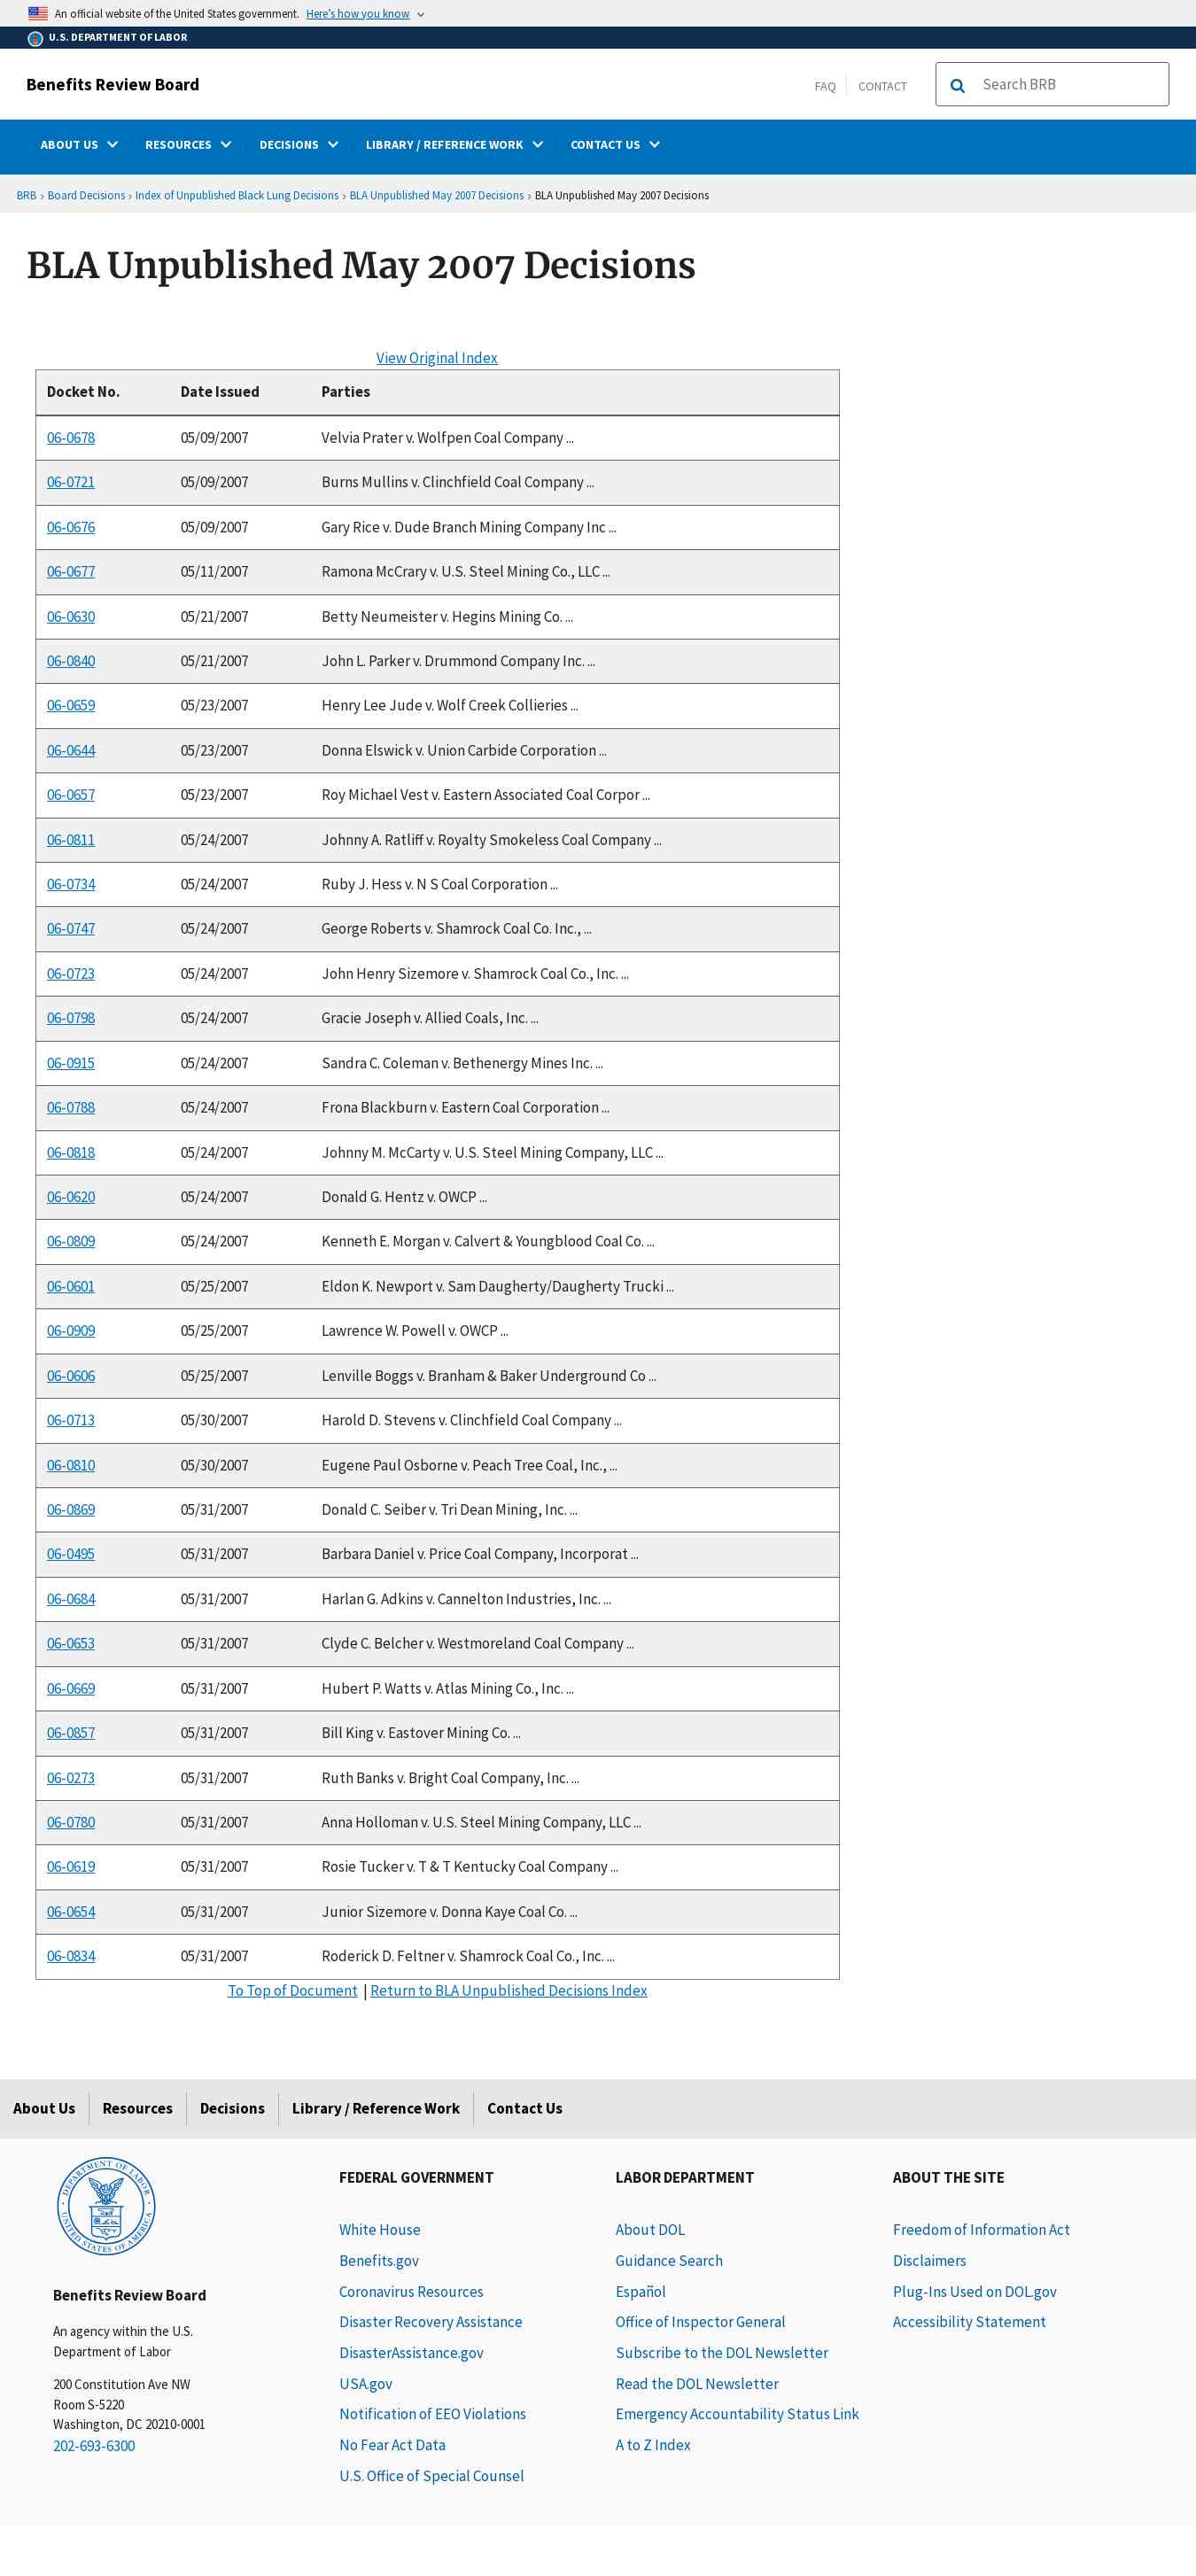 An official website of the United States government. Here's how you know
U.S. DEPARTMENT OF LABOR
Benefits Review Board
FAQ CONTACT Search BRB
ABOUT US RESOURCES DECISIONS LIBRARY / REFERENCE WORK CONTACT US
BRB › Board Decisions › Index of Unpublished Black Lung Decisions › BLA Unpublished May 2007 Decisions › BLA Unpublished May 2007 Decisions
BLA Unpublished May 2007 Decisions
View Original Index
Docket No. Date Issued Parties
06-0678 05/09/2007 Velvia Prater v. Wolfpen Coal Company ...
06-0721 05/09/2007 Burns Mullins v. Clinchfield Coal Company ...
06-0676 05/09/2007 Gary Rice v. Dude Branch Mining Company Inc ...
06-0677 05/11/2007 Ramona McCrary v. U.S. Steel Mining Co., LLC ...
06-0630 05/21/2007 Betty Neumeister v. Hegins Mining Co. ...
06-0840 05/21/2007 John L. Parker v. Drummond Company Inc. ...
06-0659 05/23/2007 Henry Lee Jude v. Wolf Creek Collieries ...
06-0644 05/23/2007 Donna Elswick v. Union Carbide Corporation ...
06-0657 05/23/2007 Roy Michael Vest v. Eastern Associated Coal Corpor ...
06-0811 05/24/2007 Johnny A. Ratliff v. Royalty Smokeless Coal Company ...
06-0734 05/24/2007 Ruby J. Hess v. N S Coal Corporation ...
06-0747 05/24/2007 George Roberts v. Shamrock Coal Co. Inc., ...
06-0723 05/24/2007 John Henry Sizemore v. Shamrock Coal Co., Inc. ...
06-0798 05/24/2007 Gracie Joseph v. Allied Coals, Inc. ...
06-0915 05/24/2007 Sandra C. Coleman v. Bethenergy Mines Inc. ...
06-0788 05/24/2007 Frona Blackburn v. Eastern Coal Corporation ...
06-0818 05/24/2007 Johnny M. McCarty v. U.S. Steel Mining Company, LLC ...
06-0620 05/24/2007 Donald G. Hentz v. OWCP ...
06-0809 05/24/2007 Kenneth E. Morgan v. Calvert & Youngblood Coal Co. ...
06-0601 05/25/2007 Eldon K. Newport v. Sam Daugherty/Daugherty Trucki ...
06-0909 05/25/2007 Lawrence W. Powell v. OWCP ...
06-0606 05/25/2007 Lenville Boggs v. Branham & Baker Underground Co ...
06-0713 05/30/2007 Harold D. Stevens v. Clinchfield Coal Company ...
06-0810 05/30/2007 Eugene Paul Osborne v. Peach Tree Coal, Inc., ...
06-0869 05/31/2007 Donald C. Seiber v. Tri Dean Mining, Inc. ...
06-0495 05/31/2007 Barbara Daniel v. Price Coal Company, Incorporat ...
06-0684 05/31/2007 Harlan G. Adkins v. Cannelton Industries, Inc. ...
06-0653 05/31/2007 Clyde C. Belcher v. Westmoreland Coal Company ...
06-0669 05/31/2007 Hubert P. Watts v. Atlas Mining Co., Inc. ...
06-0857 05/31/2007 Bill King v. Eastover Mining Co. ...
06-0273 05/31/2007 Ruth Banks v. Bright Coal Company, Inc. ...
06-0780 05/31/2007 Anna Holloman v. U.S. Steel Mining Company, LLC ...
06-0619 05/31/2007 Rosie Tucker v. T & T Kentucky Coal Company ...
06-0654 05/31/2007 Junior Sizemore v. Donna Kaye Coal Co. ...
06-0834 05/31/2007 Roderick D. Feltner v. Shamrock Coal Co., Inc. ...
To Top of Document | Return to BLA Unpublished Decisions Index
About Us Resources Decisions Library / Reference Work Contact Us
DEPARTMENT OF LABOR
UNITED STATES OF AMERICA
Benefits Review Board
An agency within the U.S.
Department of Labor
200 Constitution Ave NW
Room S-5220
Washington, DC 20210-0001
202-693-6300
FEDERAL GOVERNMENT
White House
Benefits.gov
Coronavirus Resources
Disaster Recovery Assistance
DisasterAssistance.gov
USA.gov
Notification of EEO Violations
No Fear Act Data
U.S. Office of Special Counsel
LABOR DEPARTMENT
About DOL
Guidance Search
Español
Office of Inspector General
Subscribe to the DOL Newsletter
Read the DOL Newsletter
Emergency Accountability Status Link
A to Z Index
ABOUT THE SITE
Freedom of Information Act
Disclaimers
Plug-Ins Used on DOL.gov
Accessibility Statement